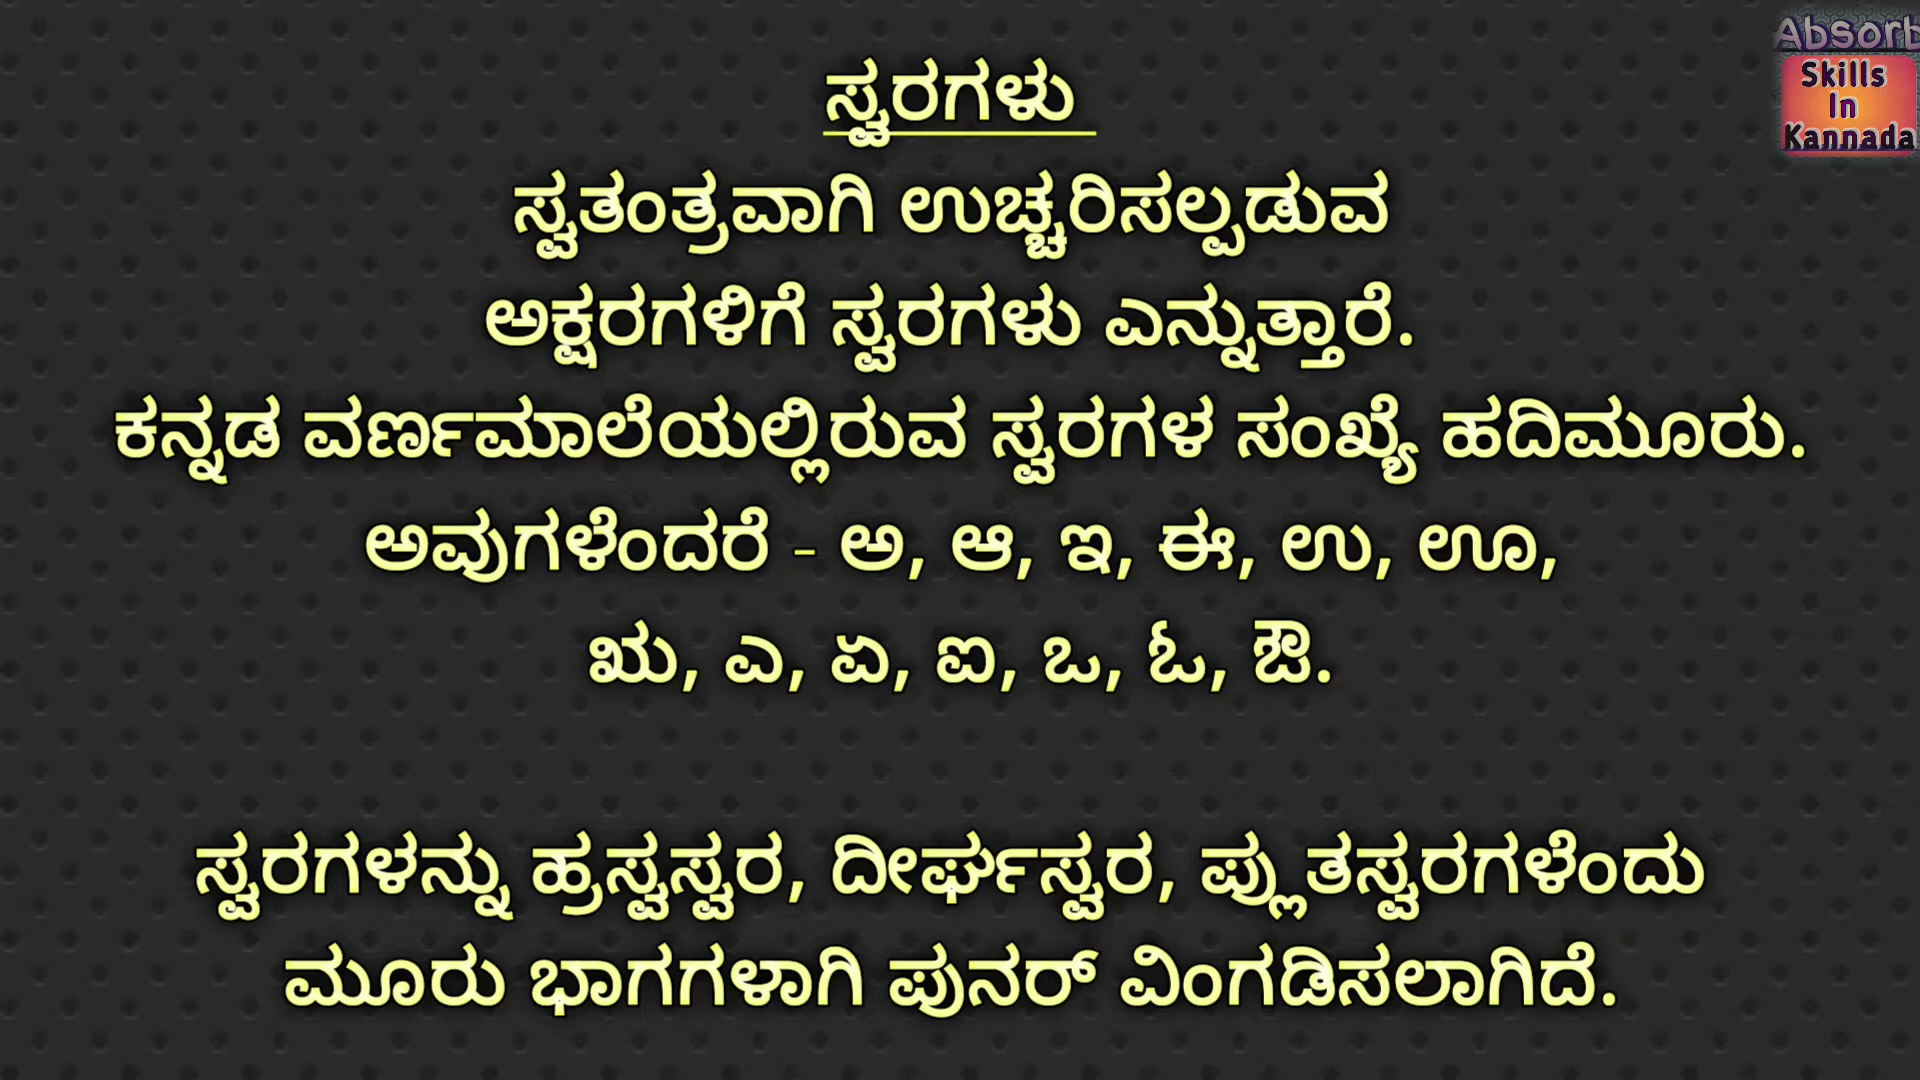 ಸ್ವರಗಳು
ಸ್ವತಂತ್ರವಾಗಿ ಉಚ್ಚರಿಸಲ್ಪಡುವ
ಅಕ್ಷರಗಳಿಗೆ ಸ್ವರಗಳು ಎನ್ನುತ್ತಾರೆ.
ಕನ್ನಡ ವರ್ಣಮಾಲೆಯಲ್ಲಿರುವ ಸ್ವರಗಳ ಸಂಖ್ಯೆ ಹದಿಮೂರು.
ಅವುಗಳೆಂದರೆ - ಅ, ಆ, ಇ, ಈ, ಉ, ಊ,
ಋ, ಎ, ಏ, ಐ, ಒ, ಓ, ಔ.
ಸ್ವರಗಳನ್ನು ಹ್ರಸ್ವಸ್ವರ, ದೀರ್ಘಸ್ವರ, ಪ್ಲುತಸ್ವರಗಳೆಂದು
ಮೂರು ಭಾಗಗಳಾಗಿ ಪುನರ್ ವಿಂಗಡಿಸಲಾಗಿದೆ.
Absorb
Skills
In
Kannada